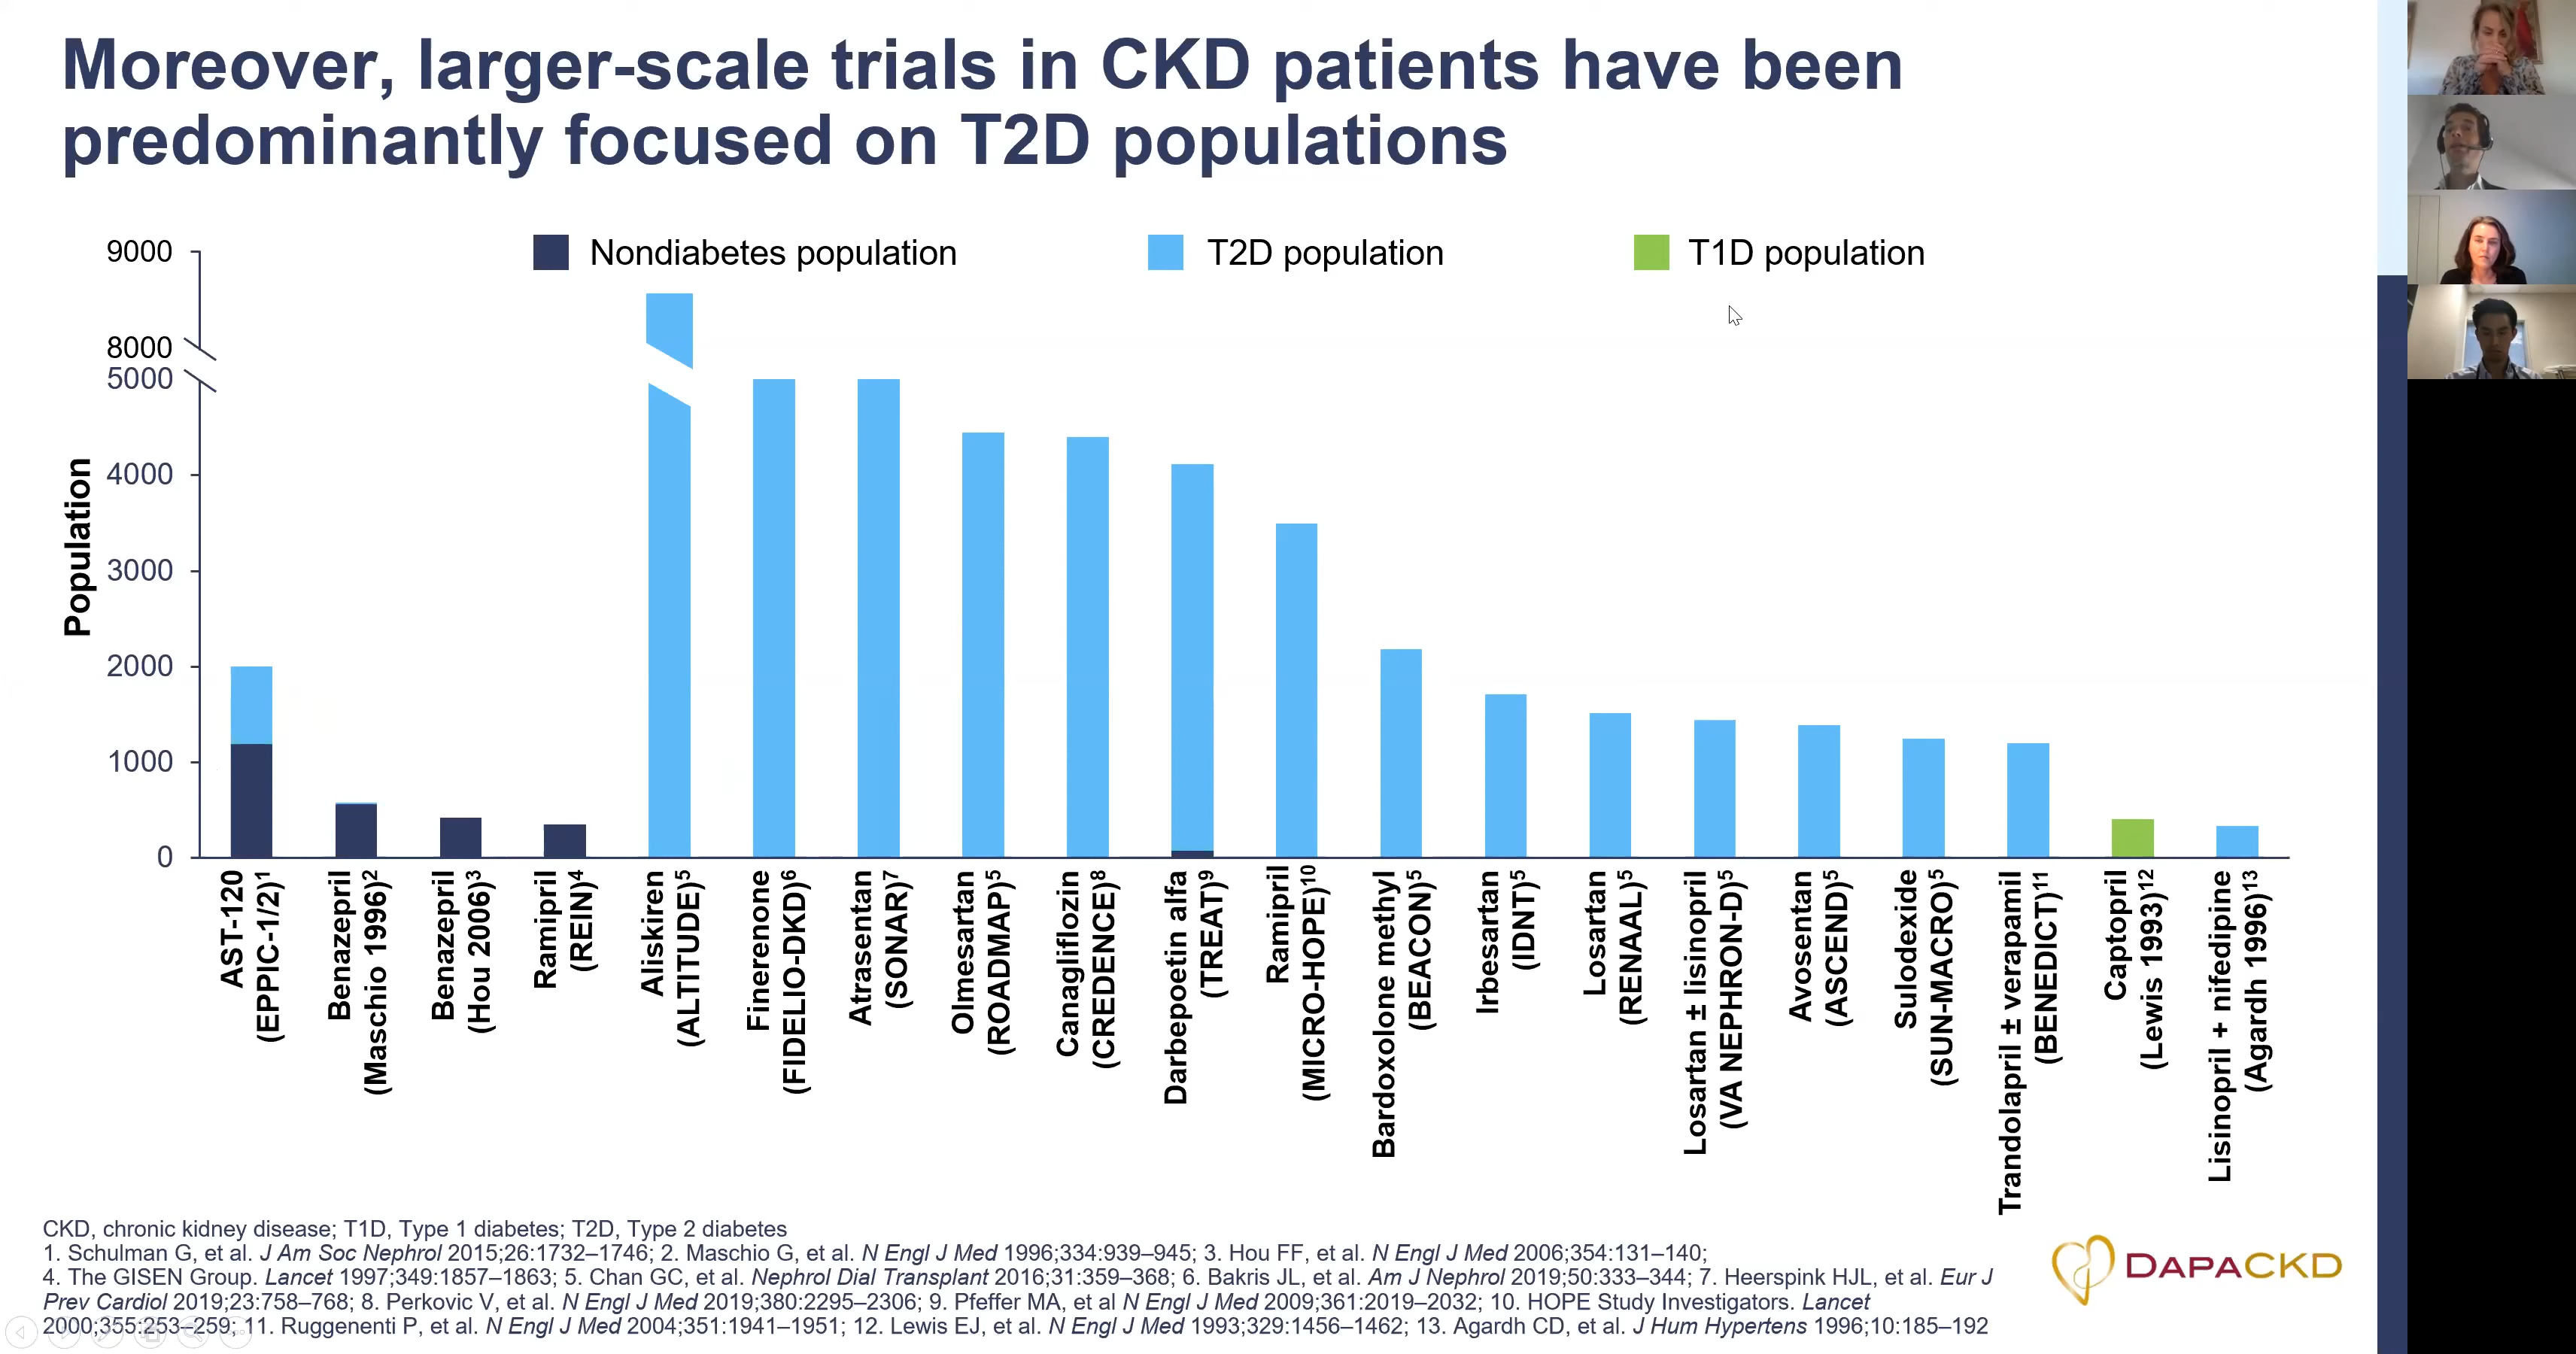 Moreover, larger-scale trials in CKD patients have been
predominantly focused on T2D populations
Nondiabetes population
T2D population
T1D population
Population
9000
8000
5000
4000
3000
2000
1000
0
AST-120
(EPPIC-1/2)1
Benazepril
(Maschio 1996)2
Benazepril
(Hou 2006)3
Ramipril
(REIN)4
Aliskiren
(ALTITUDE)5
Finerenone
(FIDELIO-DKD)6
Atrasentan
(SONAR)7
Olmesartan
(ROADMAP)5
Canagliflozin
(CREDENCE)8
Darbepoetin alfa
(TREAT)9
Ramipril
(MICRO-HOPE)10
Bardoxolone methyl
(BEACON)5
Irbesartan
(IDNT)5
Losartan
(RENAAL)5
Losartan ± lisinopril
(VA NEPHRON-D)5
Avosentan
(ASCEND)5
Sulodexide
(SUN-MACRO)5
Trandolapril ± verapamil
(BENEDICT)11
Captopril
(Lewis 1993)12
Lisinopril + nifedipine
(Agardh 1996)13
CKD, chronic kidney disease; T1D, Type 1 diabetes; T2D, Type 2 diabetes
1. Schulman G, et al. J Am Soc Nephrol 2015;26:1732–1746; 2. Maschio G, et al. N Engl J Med 1996;334:939–945; 3. Hou FF, et al. N Engl J Med 2006;354:131–140;
4. The GISEN Group. Lancet 1997;349:1857–1863; 5. Chan GC, et al. Nephrol Dial Transplant 2016;31:359–368; 6. Bakris JL, et al. Am J Nephrol 2019;50:333–344; 7. Heerspink HJL, et al. Eur J
Prev Cardiol 2019;23:758–768; 8. Perkovic V, et al. N Engl J Med 2019;380:2295–2306; 9. Pfeffer MA, et al N Engl J Med 2009;361:2019–2032; 10. HOPE Study Investigators. Lancet
2000;355:253–259; 11. Ruggenenti P, et al. N Engl J Med 2004;351:1941–1951; 12. Lewis EJ, et al. N Engl J Med 1993;329:1456–1462; 13. Agardh CD, et al. J Hum Hypertens 1996;10:185–192
DAPACKD